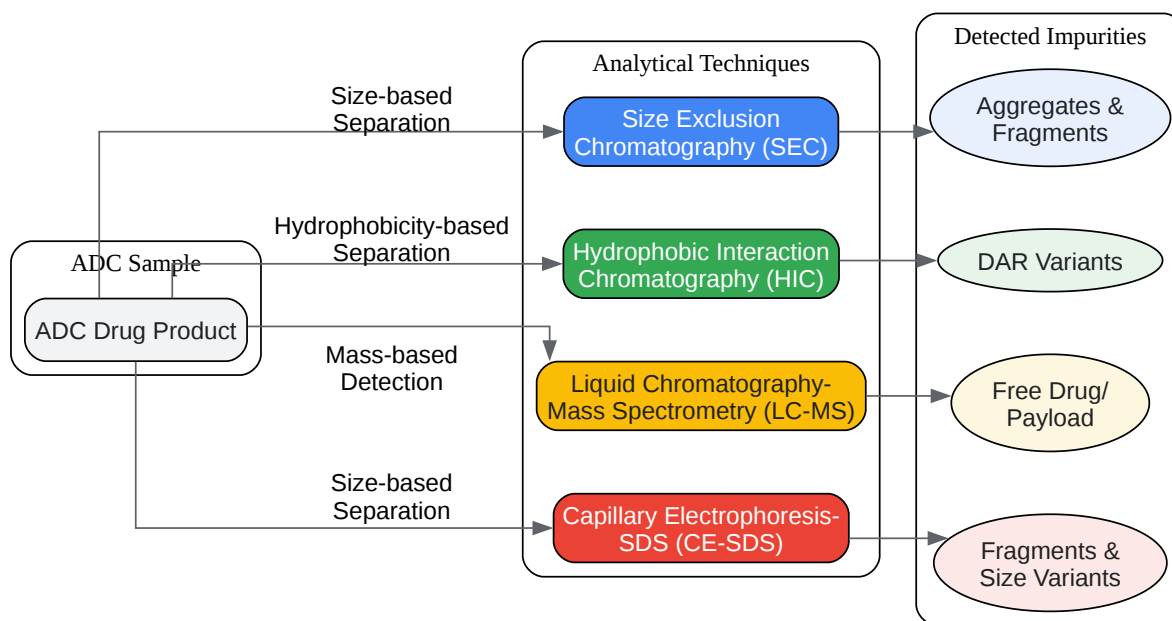 Detected Impurities
Analytical Techniques
Size-based
Separation
Size Exclusion
Chromatography (SEC)
Aggregates &
Fragments
Hydrophobicity-based
Separation
Hydrophobic Interaction
Chromatography (HIC)
DAR Variants
ADC Sample
ADC Drug Product
Mass-based
Detection
Liquid Chromatography-
Mass Spectrometry (LC-MS)
Free Drug/
Payload
Size-based
Separation
Capillary Electrophoresis-
SDS (CE-SDS)
Fragments &
Size Variants